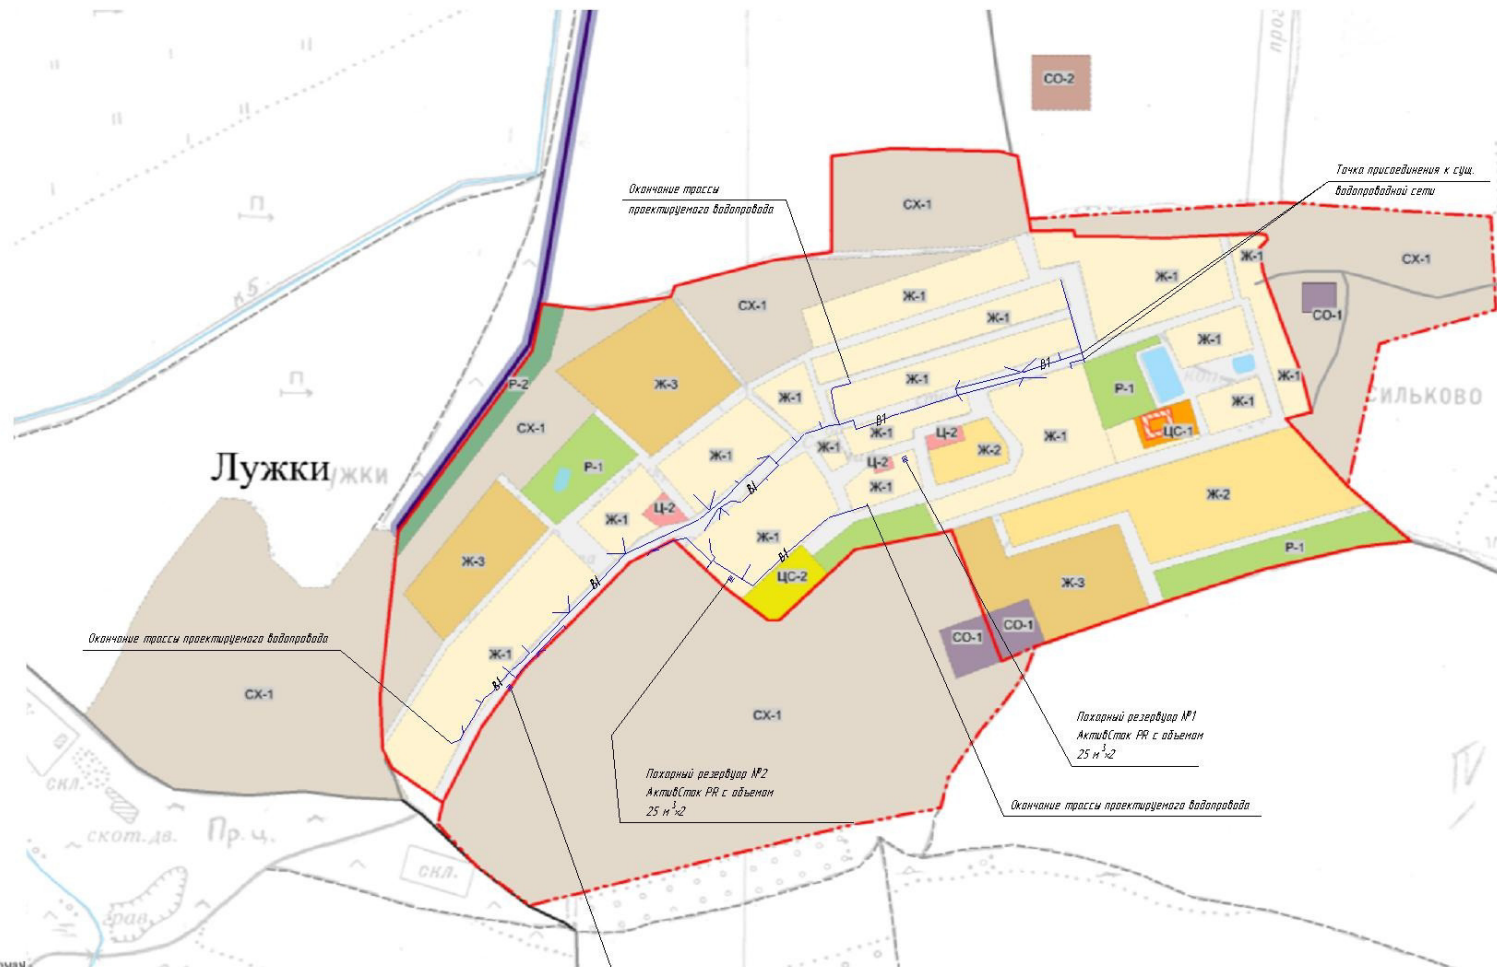 прог
СО-2
Точка присоединения к сущ.
водопроводной сети
П
Окончание трассы
проектируемого водопровода
СХ-1
СХ-1
Ж-1
Ж-1
к5
СХ-1
Ж-1
Ж-1
СО-1
Ж-1
В1
П
Р-2
Ж-3
Ж-1
Ж-1
Р-1
Ж-1
СИЛЬКОВО
Ж-1
Ж-1
СХ-1
В1
Ж-1
Ц-2
Ж-1
ЦС-1
Ж-1
Ж-2
Лужки
Ж-1
Р-1
Ц-2
В1
Ж-1
Ж-2
Ц-2
Ж-1
Ж-1
В1
Р-1
Ж-3
ЦС-2
В1
Ж-3
СО-1
СО-1
Окончание трассы проектируемого водопровода
Ж-1
В1
СХ-1
СХ-1
Пожарный резервуар №1
АктивСток PR с объемом
25 м³х2
Пожарный резервуар №2
АктивСток PR с объемом
25 м³х2
Окончание трассы проектируемого водопровода
IV
скл.
скот.дв.
Пр.ц.
скл.
грав.